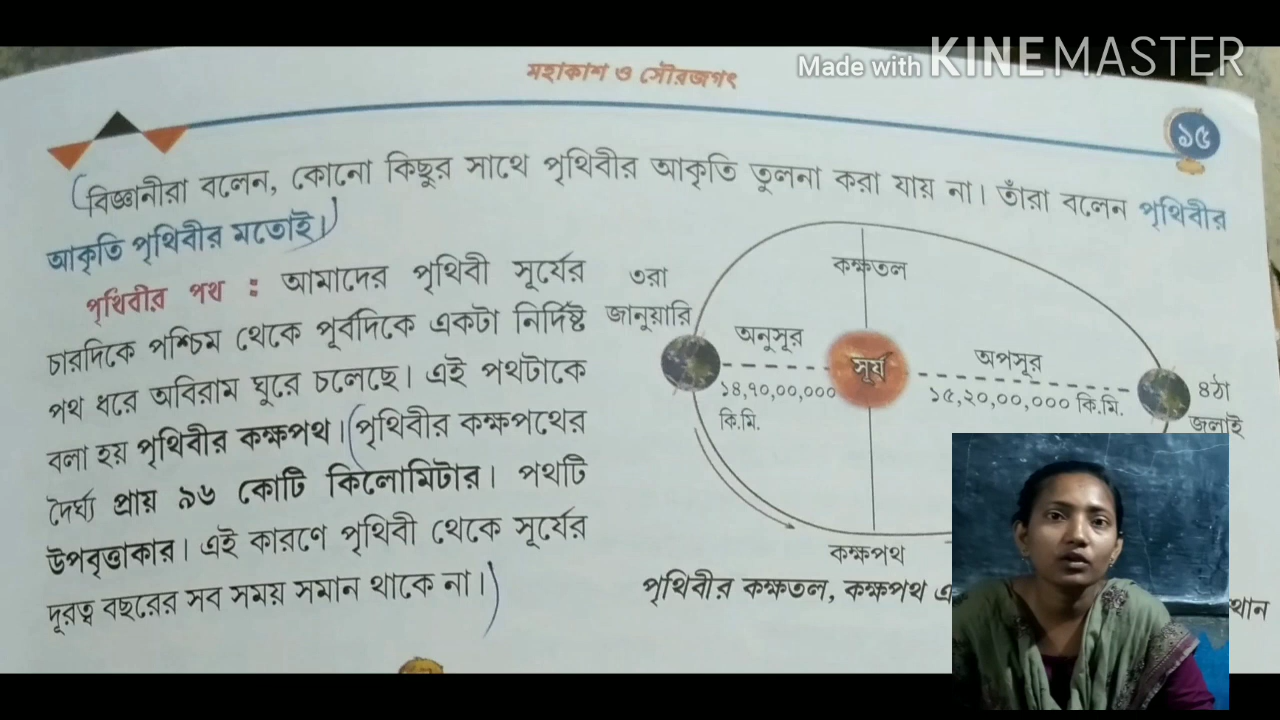 Made with KINEMASTER
মহাকাশ ও সৌরজগৎ
১৫
বিজ্ঞানীরা বলেন, কোনো কিছুর সাথে পৃথিবীর আকৃতি তুলনা করা যায় না। তাঁরা বলেন পৃথিবীর
আকৃতি পৃথিবীর মতোই।
পৃথিবীর পথ : আমাদের পৃথিবী সূর্যের
চারদিকে পশ্চিম থেকে পূর্বদিকে একটা নির্দিষ্ট
পথ ধরে অবিরাম ঘুরে চলেছে। এই পথটাকে
বলা হয় পৃথিবীর কক্ষপথ। পৃথিবীর কক্ষপথের
দৈর্ঘ্য প্রায় ৯৬ কোটি কিলোমিটার। পথটি
উপবৃত্তাকার। এই কারণে পৃথিবী থেকে সূর্যের
দূরত্ব বছরের সব সময় সমান থাকে না।
কক্ষতল
৩রা
জানুয়ারি
অনুসূর
সূর্য
অপসূর
১৪,৭০,০০,০০০
কি.মি.
১৫,২০,০০,০০০ কি.মি.
৪ঠা
জুলাই
কক্ষপথ
পৃথিবীর কক্ষতল, কক্ষপথ